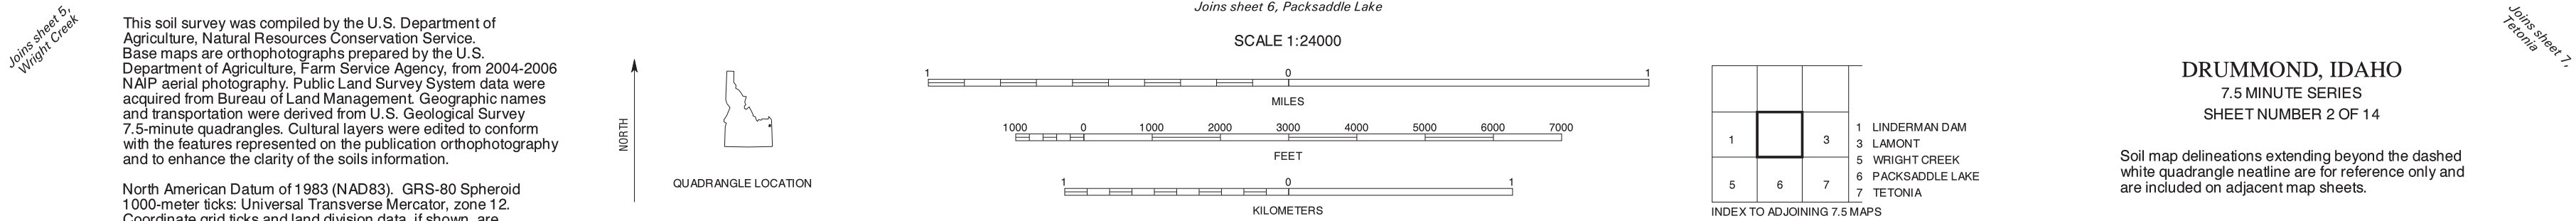 Joins sheet 5,
Wright Creek
This soil survey was compiled by the U.S. Department of
Agriculture, Natural Resources Conservation Service.
Base maps are orthophotographs prepared by the U.S.
Department of Agriculture, Farm Service Agency, from 2004-2006
NAIP aerial photography. Public Land Survey System data were
acquired from Bureau of Land Management. Geographic names
and transportation were derived from U.S. Geological Survey
7.5-minute quadrangles. Cultural layers were edited to conform
with the features represented on the publication orthophotography
and to enhance the clarity of the soils information.
North American Datum of 1983 (NAD83). GRS-80 Spheroid
1000-meter ticks: Universal Transverse Mercator, zone 12.
Coordinate grid ticks and land division data, if shown, are
NORTH
QUADRANGLE LOCATION
Joins sheet 6, Packsaddle Lake
SCALE 1:24000
1 0 1
MILES
1000 0 1000 2000 3000 4000 5000 6000 7000
FEET
1 0 1
KILOMETERS
1 3
5 6 7
1 LINDERMAN DAM
3 LAMONT
5 WRIGHT CREEK
6 PACKSADDLE LAKE
7 TETONIA
INDEX TO ADJOINING 7.5 MAPS
DRUMMOND, IDAHO
7.5 MINUTE SERIES
SHEET NUMBER 2 OF 14
Soil map delineations extending beyond the dashed
white quadrangle neatline are for reference only and
are included on adjacent map sheets.
Joins sheet 7,
Tetonia